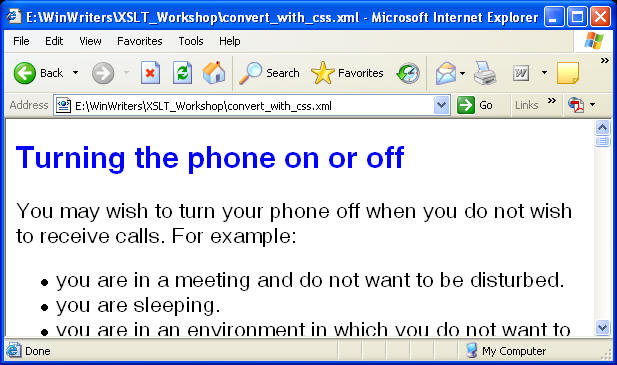 E:\WinWriters\XSLT_Workshop\convert_with_css.xml - Microsoft Internet Explorer
File Edit View Favorites Tools Help
Back Search Favorites W »
Address E:\WinWriters\XSLT_Workshop\convert_with_css.xml Go Links »
Turning the phone on or off
You may wish to turn your phone off when you do not wish
to receive calls. For example:
• you are in a meeting and do not want to be disturbed.
• you are sleeping.
• you are in an environment in which you do not want to
Done My Computer